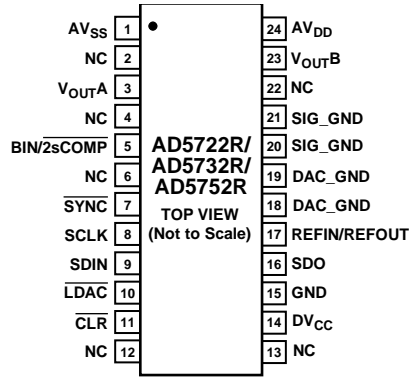 AVSS 1
NC 2
VOUTA 3
NC 4
BIN/2sCOMP 5
NC 6
SYNC 7
SCLK 8
SDIN 9
LDAC 10
CLR 11
NC 12
AD5722R/
AD5732R/
AD5752R
TOP VIEW
(Not to Scale)
24 AVDD
23 VOUTB
22 NC
21 SIG_GND
20 SIG_GND
19 DAC_GND
18 DAC_GND
17 REFIN/REFOUT
16 SDO
15 GND
14 DVCC
13 NC